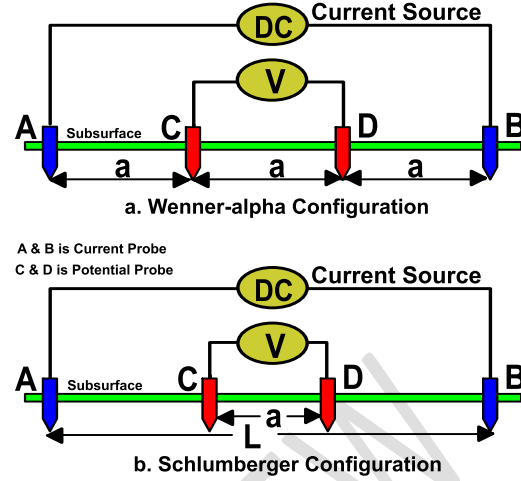 Current Source
DC
V
A Subsurface C D B
a a a
a. Wenner-alpha Configuration
A & B is Current Probe
C & D is Potential Probe
Current Source
DC
V
A Subsurface C D B
a
L
b. Schlumberger Configuration